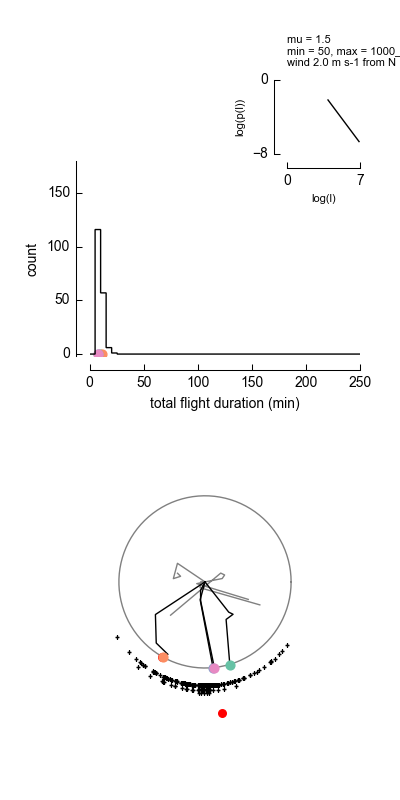 mu = 1.5
min = 50, max = 1000_
wind 2.0 m s-1 from N
0
log(p(l))
−8
0
7
log(l)
150
100
50
0
count
0
50
100
150
200
250
total flight duration (min)